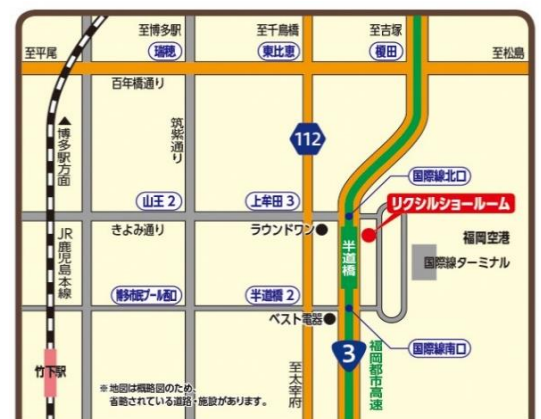 至博多駅
至千鳥橋
至吉塚
至平尾
瑞穂
東比恵
榎田
至松島
百年橋通り
筑紫通り
▲博多駅方面
112
国際線北口
山王2
上牟田3
リクシルショールーム
きよみ通り
ラウンドワン
半道橋
福岡空港
国際線ターミナル
JR鹿児島本線
博多市民プール西口
半道橋2
ベスト電器
国際線南口
3
福岡都市高速
至太宰府
竹下駅
※地図は概略図のため、
省略されている道路・施設があります。